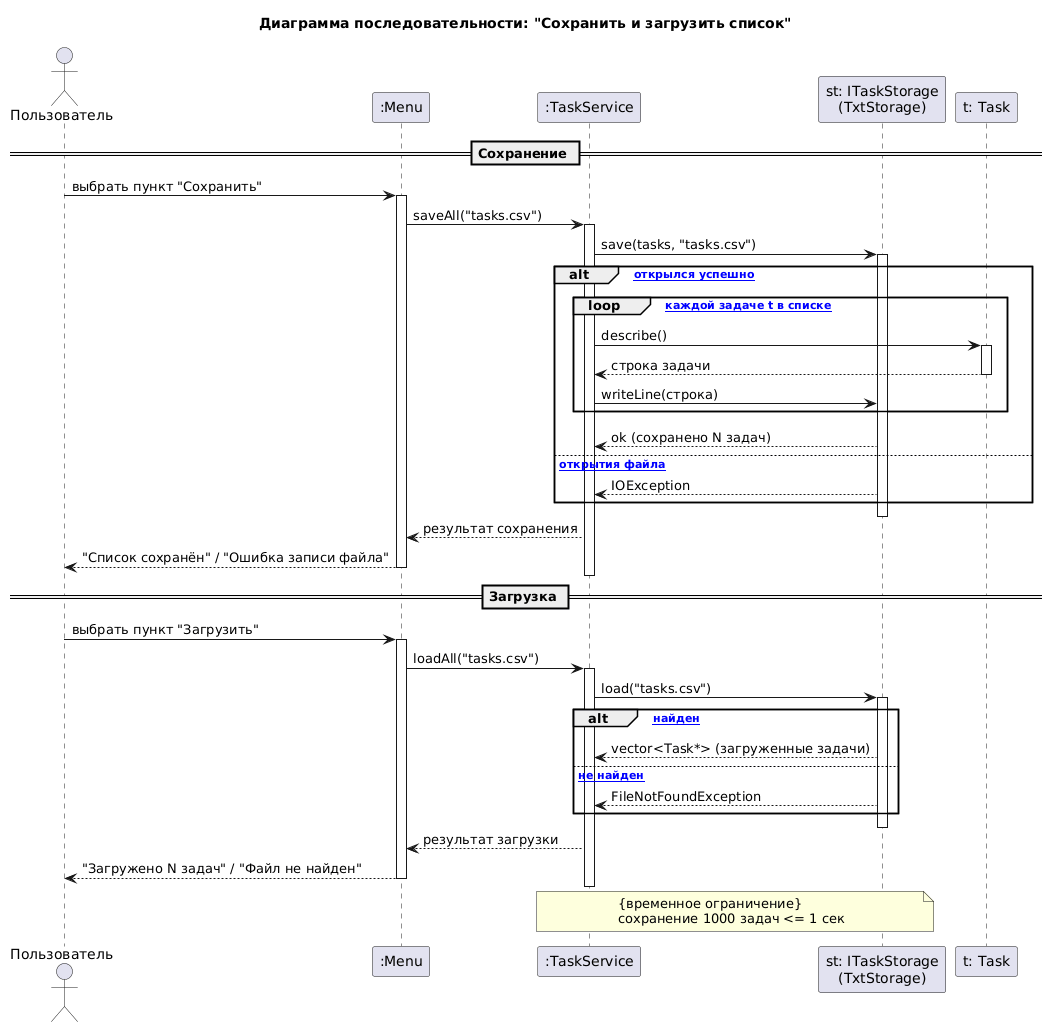 Диаграмма последовательности: "Сохранить и загрузить список"
Пользователь
:Menu
:TaskService
st: ITaskStorage
(TxtStorage)
t: Task
Сохранение
выбрать пункт "Сохранить"
saveAll("tasks.csv")
save(tasks, "tasks.csv")
alt
открылся успешно
loop
каждой задаче t в списке
describe()
строка задачи
writeLine(строка)
ok (сохранено N задач)
открытия файла
IOException
результат сохранения
"Список сохранён" / "Ошибка записи файла"
Загрузка
выбрать пункт "Загрузить"
loadAll("tasks.csv")
load("tasks.csv")
alt
найден
vector<Task*> (загруженные задачи)
не найден
FileNotFoundException
результат загрузки
"Загружено N задач" / "Файл не найден"
{временное ограничение}
сохранение 1000 задач <= 1 сек
Пользователь
:Menu
:TaskService
st: ITaskStorage
(TxtStorage)
t: Task